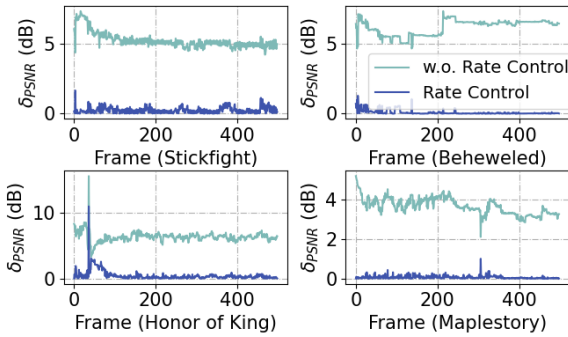 5
0
δPSNR (dB)
0 200 400
Frame (Stickfight)
5
0
δPSNR (dB)
w.o. Rate Control
Rate Control
0 200 400
Frame (Beheweled)
10
0
δPSNR (dB)
0 200 400
Frame (Honor of King)
4
2
0
δPSNR (dB)
0 200 400
Frame (Maplestory)